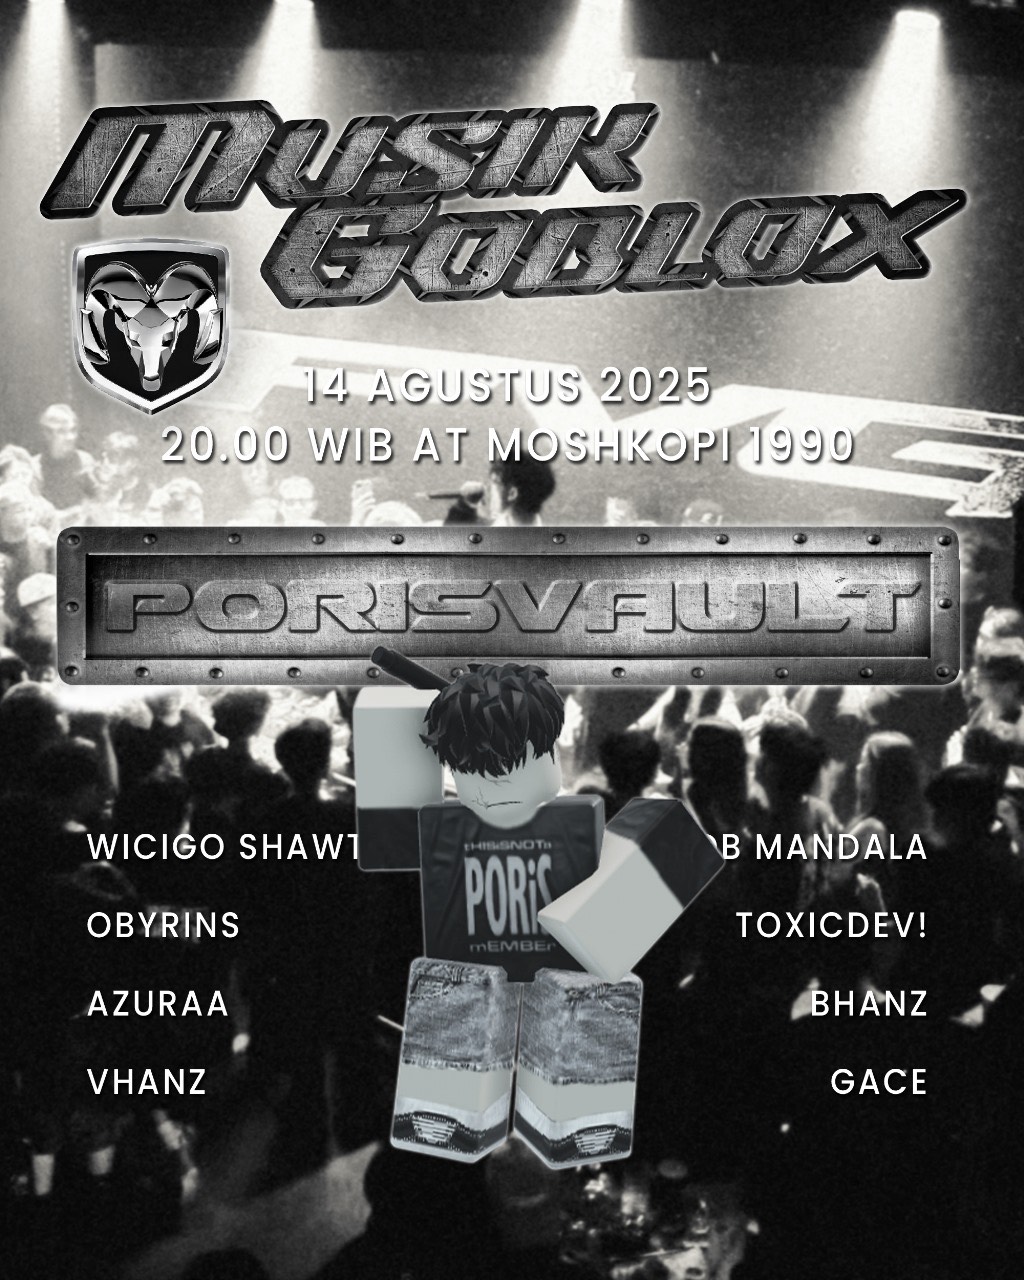 MUSIK
GOBLOX
14 AGUSTUS 2025
20.00 WIB AT MOSHKOPI 1990
PORISVAULT
WICIGO SHAWT
B MANDALA
OBYRINS
TOXICDEV!
AZURAA
BHANZ
VHANZ
GACE
tHiSiSNOTa
PORiS
mEMBEr